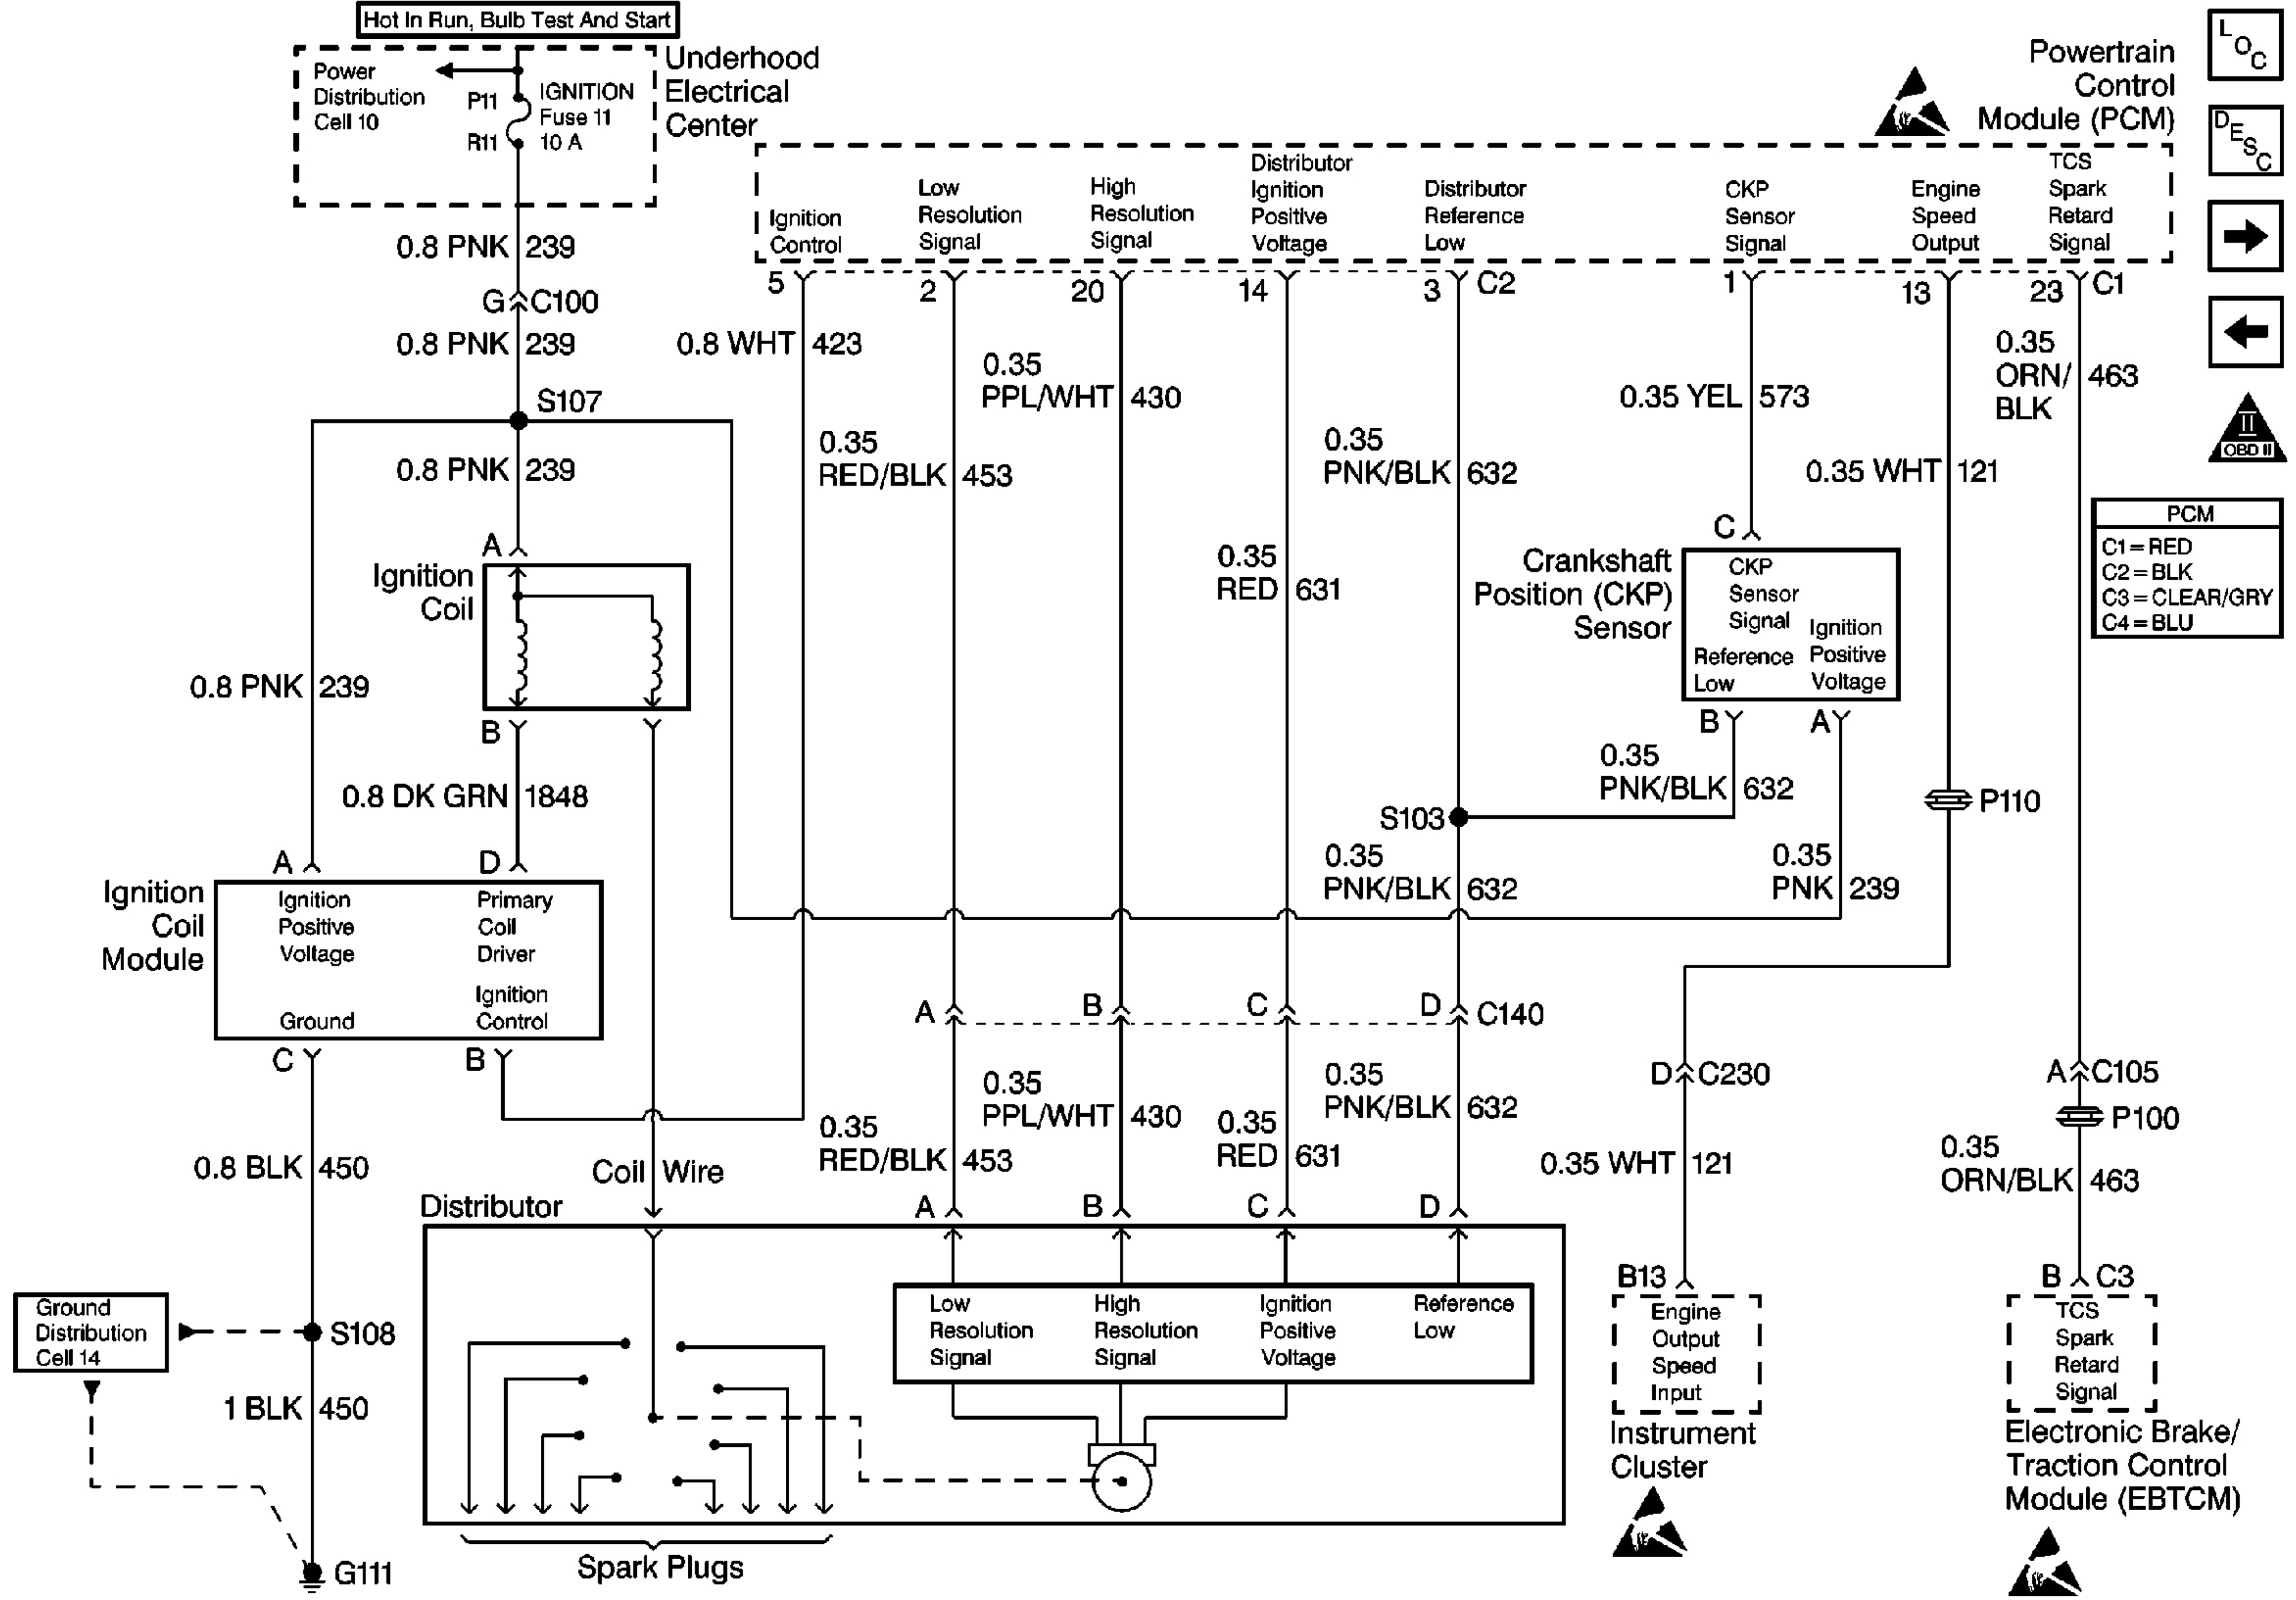 Hot In Run, Bulb Test And Start
Power
Distribution
Cell 10
P11
R11
IGNITION
Fuse 11
10 A
Underhood
Electrical
Center
Powertrain
Control
Module (PCM)
LOC
DESC
Ignition
Control
Low
Resolution
Signal
High
Resolution
Signal
Distributor
Ignition
Positive
Voltage
Distributor
Reference
Low
CKP
Sensor
Signal
Engine
Speed
Output
TCS
Spark
Retard
Signal
5
2
20
14
3
C2
1
13
23
C1
0.8 PNK 239
G C100
0.8 PNK 239
S107
0.8 PNK 239
0.8 WHT 423
0.35
RED/BLK 453
0.35
PPL/WHT 430
0.35
RED 631
0.35
PNK/BLK 632
0.35 YEL 573
0.35 WHT 121
0.35
ORN/
BLK
463
II
OBD II
PCM
C1 = RED
C2 = BLK
C3 = CLEAR/GRY
C4 = BLU
A
Ignition
Coil
B
0.8 PNK 239
0.8 DK GRN 1848
C
Crankshaft
Position (CKP)
Sensor
CKP
Sensor
Signal
Reference
Low
Ignition
Positive
Voltage
B
A
0.35
PNK/BLK 632
S103
0.35
PNK/BLK 632
0.35
PNK 239
P110
A
D
Ignition
Coil
Module
Ignition
Positive
Voltage
Primary
Coil
Driver
Ground
Ignition
Control
C
B
A
B
C
D
C140
0.35
RED/BLK 453
0.35
PPL/WHT 430
0.35
RED 631
0.35
PNK/BLK 632
D C230
0.35 WHT 121
A C105
P100
0.35
ORN/BLK 463
0.8 BLK 450
Coil Wire
Distributor
A
B
C
D
Low
Resolution
Signal
High
Resolution
Signal
Ignition
Positive
Voltage
Reference
Low
Ground
Distribution
Cell 14
S108
1 BLK 450
G111
Spark Plugs
B13
Engine
Output
Speed
Input
Instrument
Cluster
B C3
TCS
Spark
Retard
Signal
Electronic Brake/
Traction Control
Module (EBTCM)